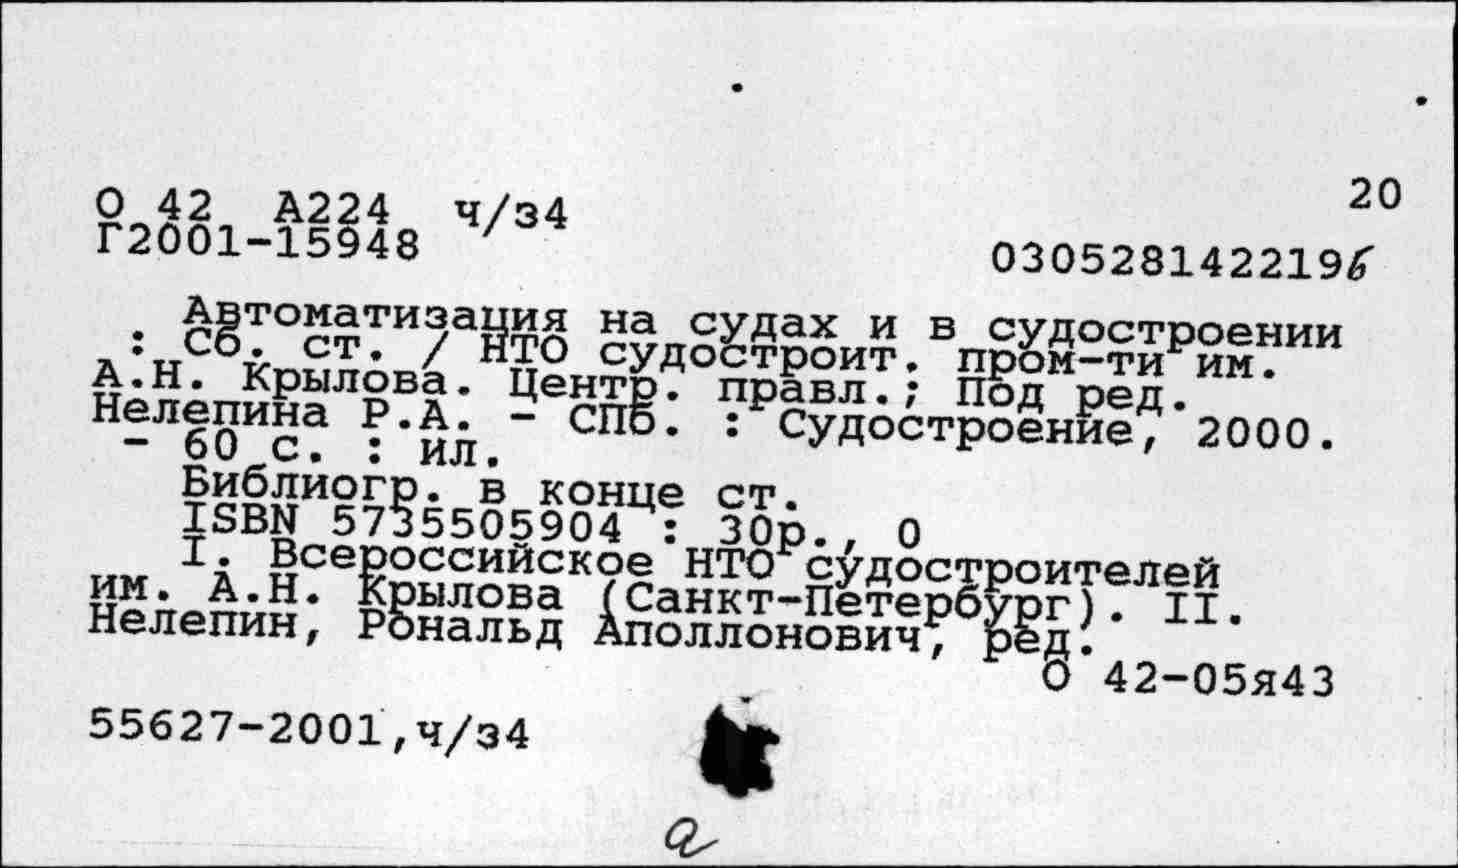 20
О 42 А224 ч/з4
Г2001-15948
03052814221​96
Автоматизация на судах и в судостроении
: Сб. ст. / НТО судостроит. пром-ти им.
А.Н. Крылова. Центр. правл.; Под ред.
Нелепина Р.А. - СПб. : Судостроение, 2000.
- 60 с. : ил.
Библиогр. в конце ст.
ISBN 5735505904 : 30р., 0
I. Всероссийское НТО судостроителей
им. А.Н. Крылова (Санкт-Петербург). II.
Нелепин, Рональд Аполлонович, ред.
О 42-05я43
55627-2001,ч/з4